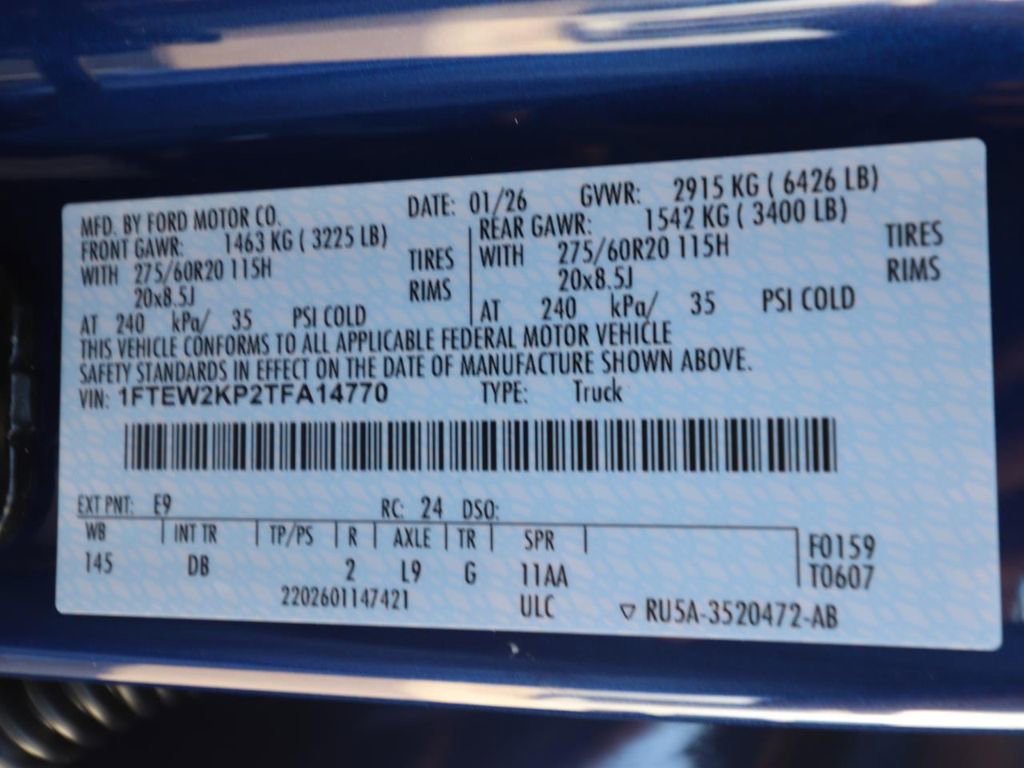 MFD. BY FORD MOTOR CO. DATE: 01/26 GVWR: 2915 KG ( 6426 LB)
FRONT GAWR: 1463 KG ( 3225 LB) REAR GAWR: 1542 KG ( 3400 LB)
WITH 275/60R20 115H TIRES WITH 275/60R20 115H TIRES
20x8.5J RIMS 20x8.5J RIMS
AT 240 kPa/ 35 PSI COLD AT 240 kPa/ 35 PSI COLD
THIS VEHICLE CONFORMS TO ALL APPLICABLE FEDERAL MOTOR VEHICLE
SAFETY STANDARDS IN EFFECT ON THE DATE OF MANUFACTURE SHOWN ABOVE.
VIN: 1FTEW2KP2TFA14770 TYPE: Truck
EXT PNT: E9 RC: 24 DSO:
WB INT TR TP/PS R AXLE TR SPR F0159
145 DB 2 L9 G 11AA T0607
2202601147421 ULC ▽ RU5A-3520472-AB